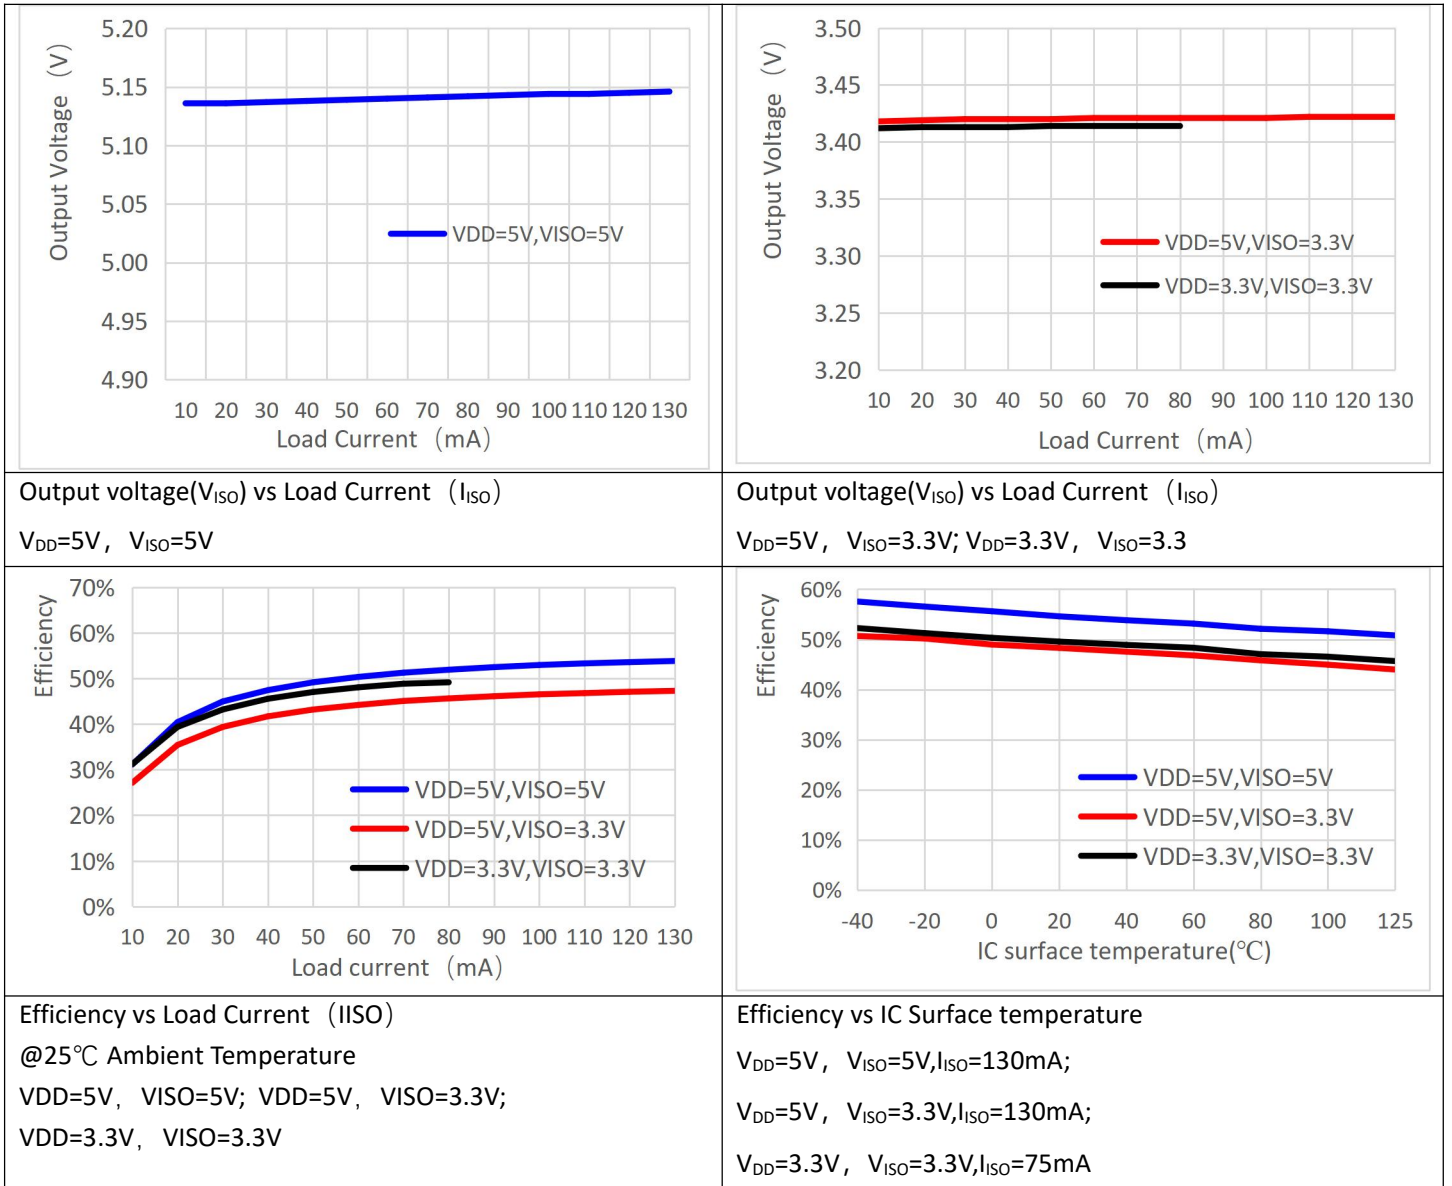 5.20
5.15
5.10
5.05
5.00
4.95
4.90
Output Voltage （V）
VDD=5V,VISO=5V
10 20 30 40 50 60 70 80 90 100 110 120 130
Load Current（mA）
3.50
3.45
3.40
3.35
3.30
3.25
3.20
Output Voltage （V）
VDD=5V,VISO=3.3V
VDD=3.3V,VISO=3.3V
10 20 30 40 50 60 70 80 90 100 110 120 130
Load Current （mA）
Output voltage(VISO) vs Load Current （IISO）
VDD=5V，VISO=5V
Output voltage(VISO) vs Load Current （IISO）
VDD=5V，VISO=3.3V; VDD=3.3V，VISO=3.3
70%
60%
50%
40%
30%
20%
10%
0%
Efficiency
VDD=5V,VISO=5V
VDD=5V,VISO=3.3V
VDD=3.3V,VISO=3.3V
10 20 30 40 50 60 70 80 90 100 110 120 130
Load current （mA）
60%
50%
40%
30%
20%
10%
0%
Efficiency
VDD=5V,VISO=5V
VDD=5V,VISO=3.3V
VDD=3.3V,VISO=3.3V
-40 -20 0 20 40 60 80 100 125
IC surface temperature(℃)
Efficiency vs Load Current （IISO）
@25℃ Ambient Temperature
VDD=5V，VISO=5V; VDD=5V，VISO=3.3V;
VDD=3.3V，VISO=3.3V
Efficiency vs IC Surface temperature
VDD=5V，VISO=5V,IISO=130mA;
VDD=5V，VISO=3.3V,IISO=130mA;
VDD=3.3V，VISO=3.3V,IISO=75mA